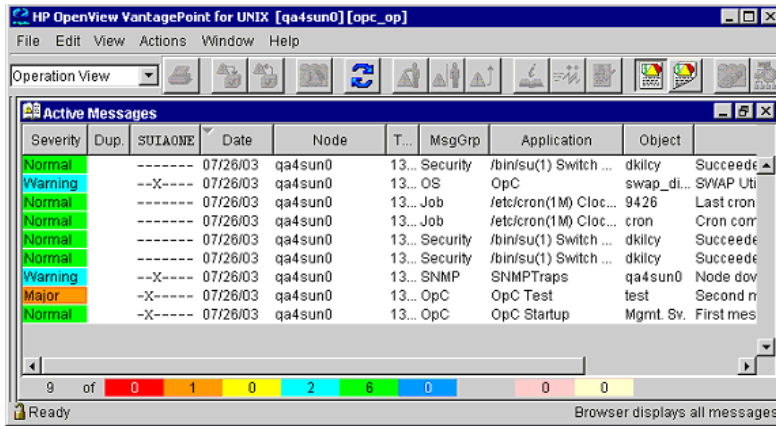 HP OpenView VantagePoint for UNIX [qa4sun0] [opc_op]
File Edit View Actions Window Help
Operation View
Active Messages
Severity Dup. SUIAONE Date Node T... MsgGrp Application Object
Normal ------- 07/26/03 qa4sun0 13... Security /bin/su(1) Switch ... dkilcy Succeede
Warning --X---- 07/26/03 qa4sun0 13... OS OpC swap_di... SWAP Uti
Normal ------- 07/26/03 qa4sun0 13... Job /etc/cron(1M) Cloc... 9426 Last cron
Normal ------- 07/26/03 qa4sun0 13... Job /etc/cron(1M) Cloc... cron Cron com
Normal ------- 07/26/03 qa4sun0 13... Security /bin/su(1) Switch ... dkilcy Succeede
Normal ------- 07/26/03 qa4sun0 13... Security /bin/su(1) Switch ... dkilcy Succeede
Warning --X---- 07/26/03 qa4sun0 13... SNMP SNMPTraps qa4sun0 Node dov
Major -X----- 07/26/03 qa4sun0 13... OpC OpC Test test Second m
Normal -X----- 07/26/03 qa4sun0 13... OpC OpC Startup Mgmt. Sv. First mes
9 of 0 1 0 2 6 0 0 0
Ready Browser displays all messages